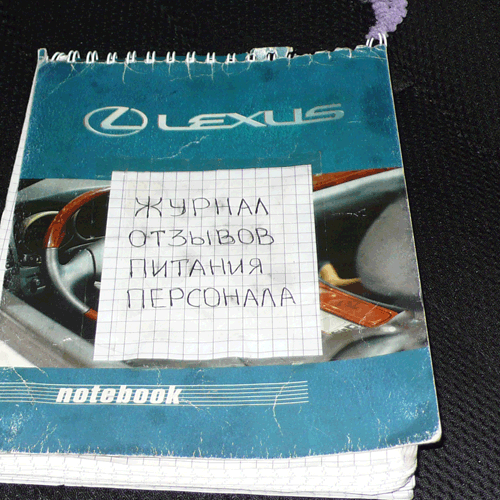 LEXUS
ЖУРНАЛ
ОТЗЫВОВ
ПИТАНИЯ
ПЕРСОНАЛА
notebook